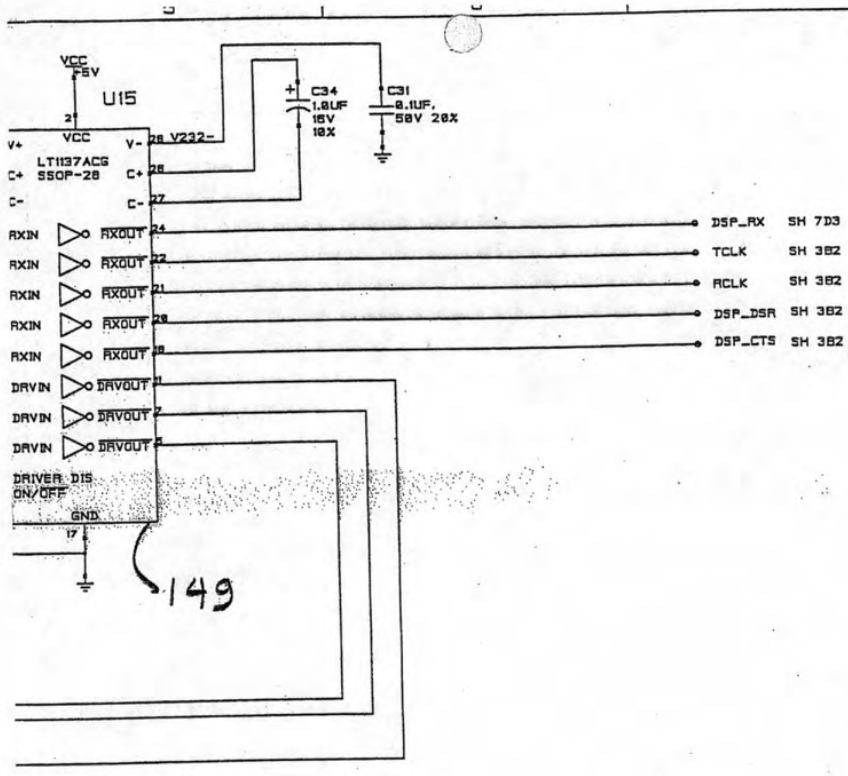 VCC
+5V
U15
2
VCC
V+ V- 28 V232-
LT1137ACG
SSOP-28
C+ C+ 26
C- C- 27
+ C34
1.0UF
16V
10%
C31
0.1UF,
50V 20%
RXIN RXOUT 24 DSP_RX SH 7D3
RXIN RXOUT 22 TCLK SH 3B2
RXIN RXOUT 21 RCLK SH 3B2
RXIN RXOUT 20 DSP_DSR SH 3B2
RXIN RXOUT 18 DSP_CTS SH 3B2
DRVIN DRVOUT 11
DRVIN DRVOUT 7
DRVIN DRVOUT
DRIVER DIS
ON/OFF
GND
17
149